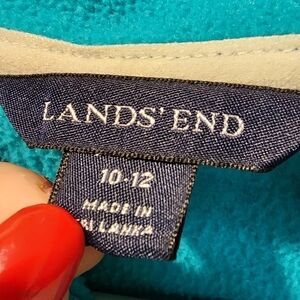 LANDS' END
10-12
MADE IN
LANKA